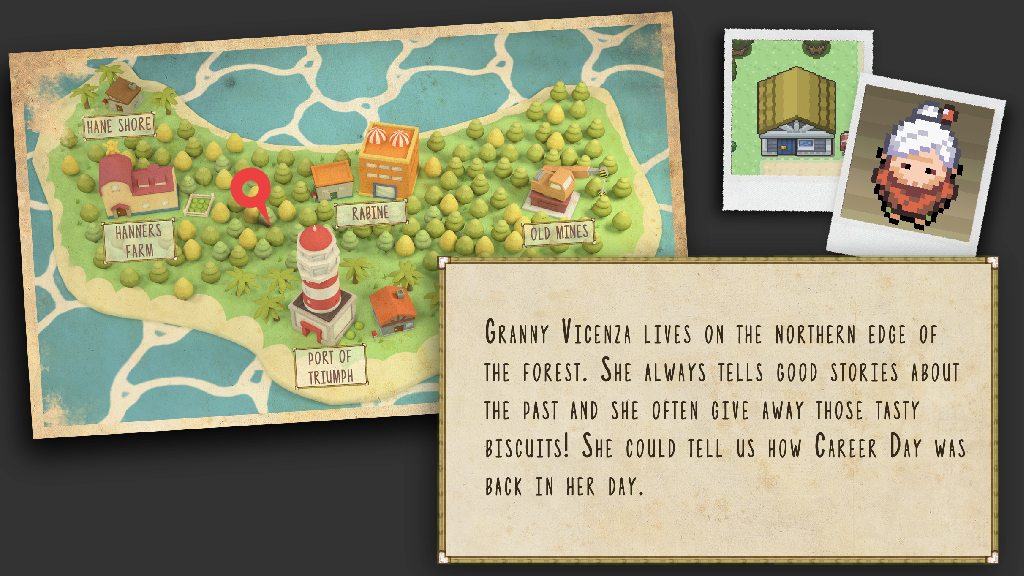 Hane Shore
Hanners
Farm
Rabine
Old Mines
Port of
Triumph
Granny Vicenza lives on the northern edge of
the forest. She always tells good stories about
the past and she often give away those tasty
biscuits! She could tell us how Career Day was
back in her day.